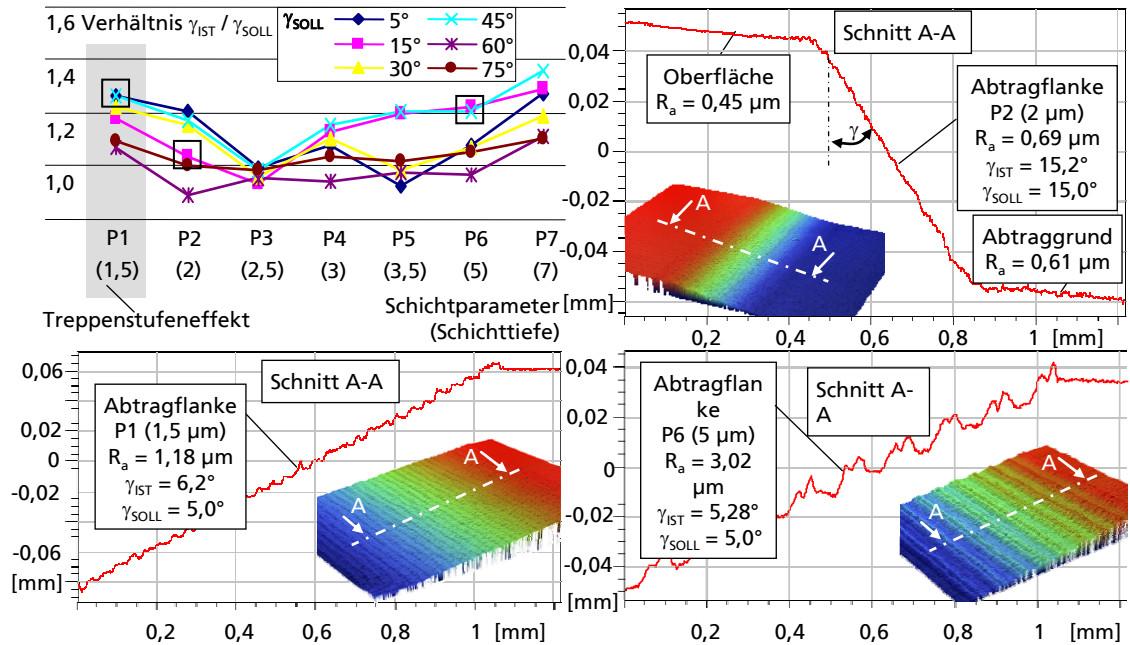 1,6 Verhältnis γIST / γSOLL
γSOLL
5°
45°
15°
60°
30°
75°
1,4
1,2
1,0
P1
P2
P3
P4
P5
P6
P7
(1,5)
(2)
(2,5)
(3)
(3,5)
(5)
(7)
Treppenstufeneffekt
Schichtparameter
(Schichttiefe)
0,04
0,02
0
-0,02
-0,04
[mm]
Schnitt A-A
Oberfläche
Ra = 0,45 µm
γ
Abtragflanke
P2 (2 µm)
Ra = 0,69 µm
γIST = 15,2°
γSOLL = 15,0°
Abtraggrund
Ra = 0,61 µm
A
A
0,2
0,4
0,6
0,8
1
[mm]
0,06
0,02
0
-0,02
-0,06
[mm]
Schnitt A-A
Abtragflanke
P1 (1,5 µm)
Ra = 1,18 µm
γIST = 6,2°
γSOLL = 5,0°
A
A
0,2
0,4
0,6
0,8
1
[mm]
0,04
0,02
0
-0,02
-0,04
[mm]
Abtragflan
ke
P6 (5 µm)
Ra = 3,02
µm
γIST = 5,28°
γSOLL = 5,0°
Schnitt A-
A
A
A
0,2
0,4
0,6
0,8
1
[mm]